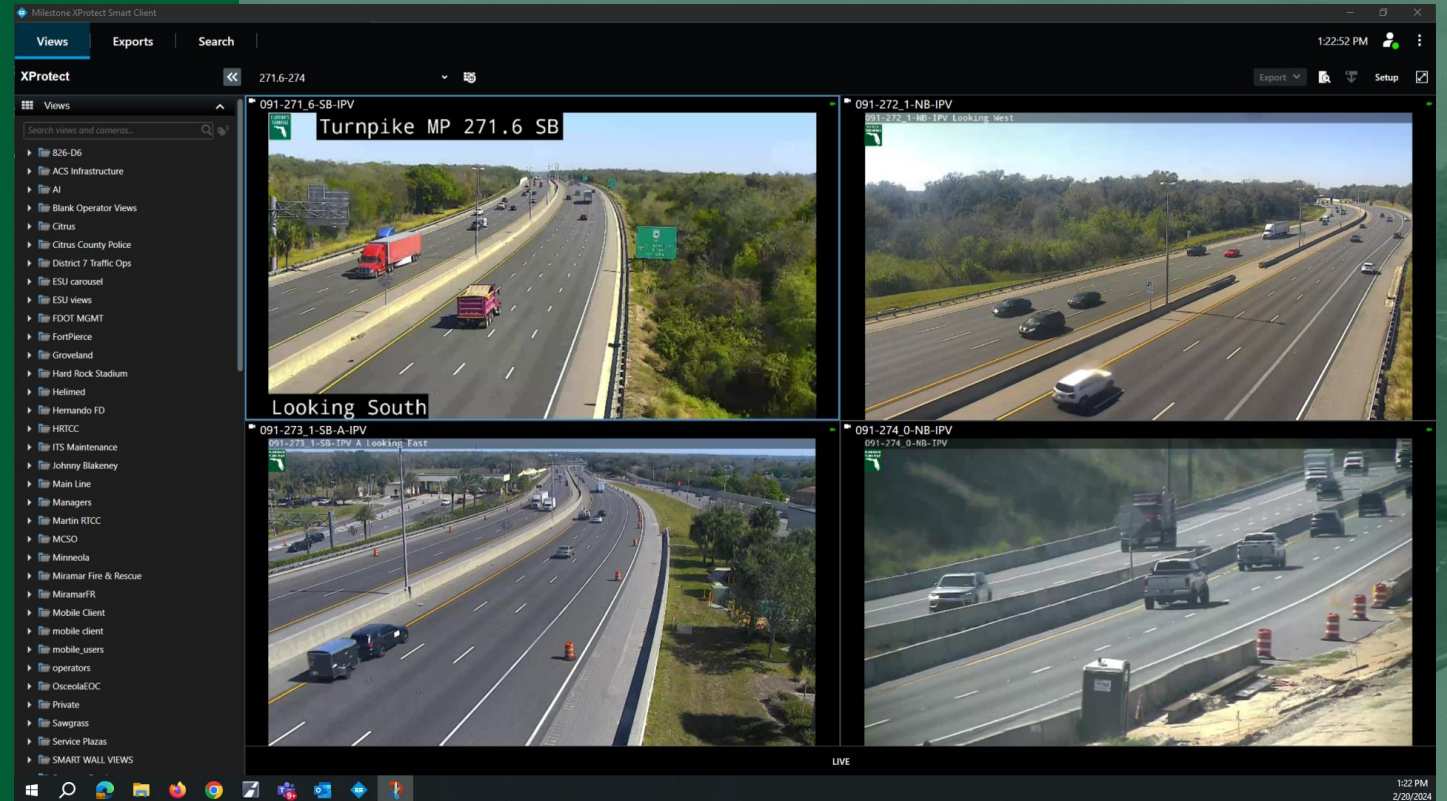 Milestone XProtect Smart Client
Views
Exports
Search
1:22:52 PM
XProtect
271.6-274
Export
Setup
Views
Search views and cameras...
826-D6
ACS Infrastructure
AI
Blank Operator Views
Citrus
Citrus County Police
District 7 Traffic Ops
ESU carousel
ESU views
FDOT MGMT
FortPierce
Groveland
Hard Rock Stadium
Helimed
Hernando FD
HRTCC
ITS Maintenance
Johnny Blakeney
Main Line
Managers
Martin RTCC
MCSO
Minneola
Miramar Fire & Rescue
MiramarFR
Mobile Client
mobile client
mobile_users
operators
OsceolaEOC
Private
Sawgrass
Service Plazas
SMART WALL VIEWS
091-271_6-SB-IPV
Turnpike MP 271.6 SB
Looking South
091-272_1-NB-IPV
091-272_1-NB-IPV Looking West
091-273_1-SB-A-IPV
091-273_1-SB-IPV A Looking East
091-274_0-NB-IPV
091-274_0-NB-IPV
LIVE
9+
1:22 PM
2/20/2024